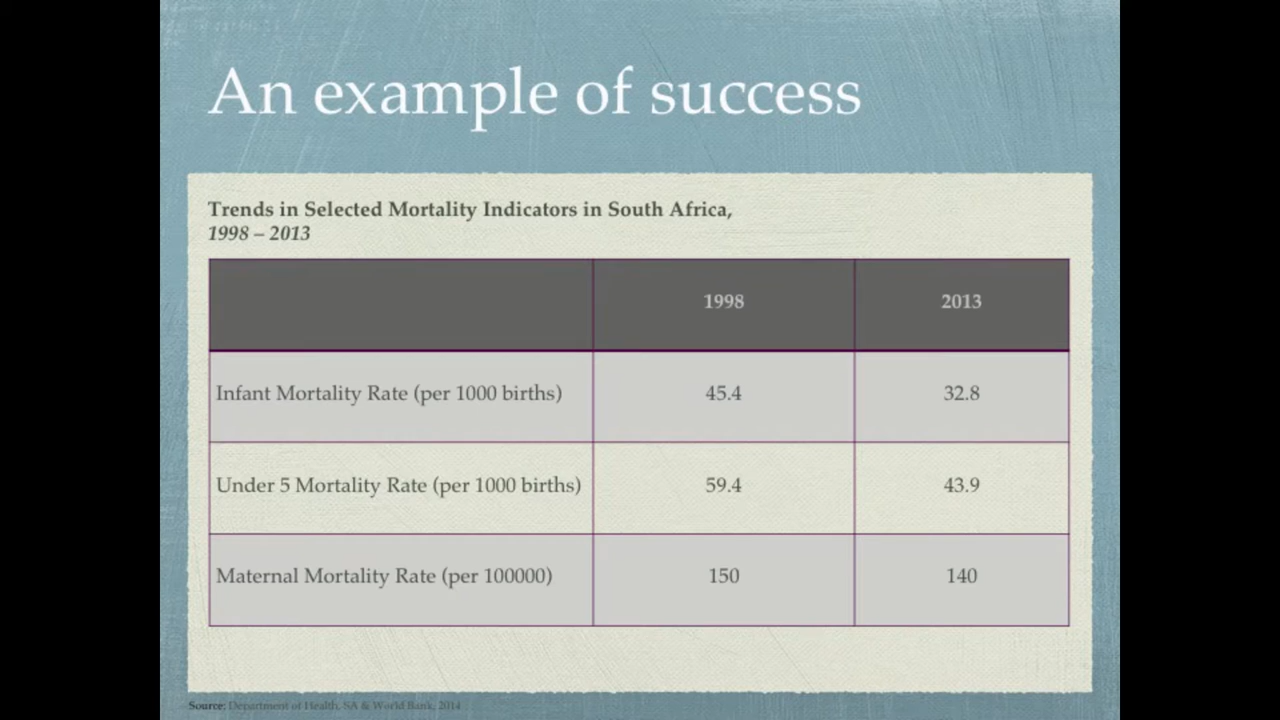 An example of success
Trends in Selected Mortality Indicators in South Africa,
1998 – 2013
1998 2013
Infant Mortality Rate (per 1000 births) 45.4 32.8
Under 5 Mortality Rate (per 1000 births) 59.4 43.9
Maternal Mortality Rate (per 100000) 150 140
Source: Department of Health, SA & World Bank, 2014